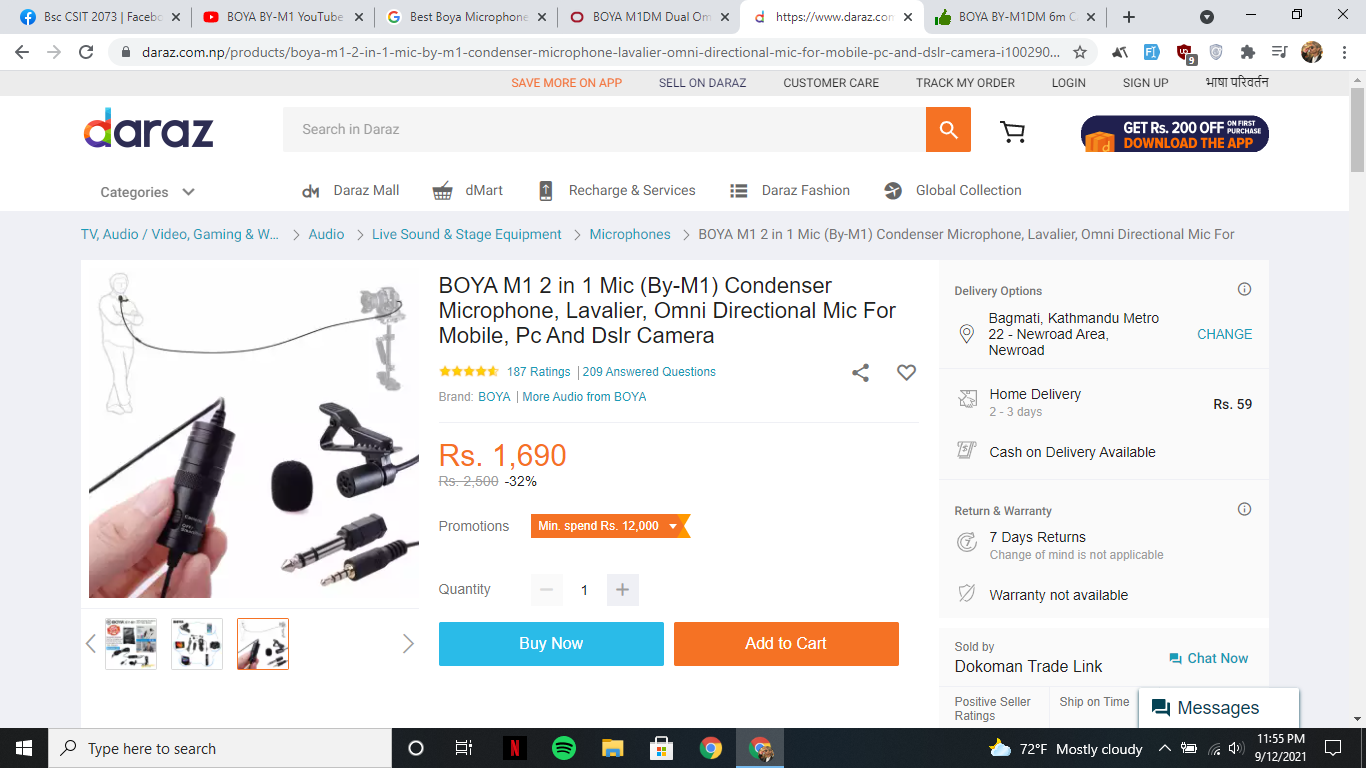 Bsc CSIT 2073 | Facebo
BOYA BY-M1 YouTube
Best Boya Microphone
BOYA M1DM Dual Om
https://www.daraz.com
BOYA BY-M1DM 6m C
daraz.com.np/products/boya-m1-2-in-1-mic-by-m1-condenser-microphone-lavalier-omni-directional-mic-for-mobile-pc-and-dslr-camera-i100290...
9
SAVE MORE ON APP
SELL ON DARAZ
CUSTOMER CARE
TRACK MY ORDER
LOGIN
SIGN UP
भाषा परिवर्तन
daraz
Search in Daraz
GET Rs. 200 OFF ON FIRST PURCHASE
DOWNLOAD THE APP
Categories
Daraz Mall
dMart
Recharge & Services
Daraz Fashion
Global Collection
TV, Audio / Video, Gaming & W... > Audio > Live Sound & Stage Equipment > Microphones > BOYA M1 2 in 1 Mic (By-M1) Condenser Microphone, Lavalier, Omni Directional Mic For
BOYA M1 2 in 1 Mic (By-M1) Condenser
Microphone, Lavalier, Omni Directional Mic For
Mobile, Pc And Dslr Camera
187 Ratings | 209 Answered Questions
Brand: BOYA | More Audio from BOYA
Rs. 1,690
Rs. 2,500 -32%
Promotions
Min. spend Rs. 12,000
Quantity
1
Buy Now
Add to Cart
Delivery Options
Bagmati, Kathmandu Metro
22 - Newroad Area,
Newroad
CHANGE
Home Delivery
2 - 3 days
Rs. 59
Cash on Delivery Available
Return & Warranty
7 Days Returns
Change of mind is not applicable
Warranty not available
Sold by
Dokoman Trade Link
Chat Now
Positive Seller
Ratings
Ship on Time
Messages
Type here to search
72°F Mostly cloudy
11:55 PM
9/12/2021